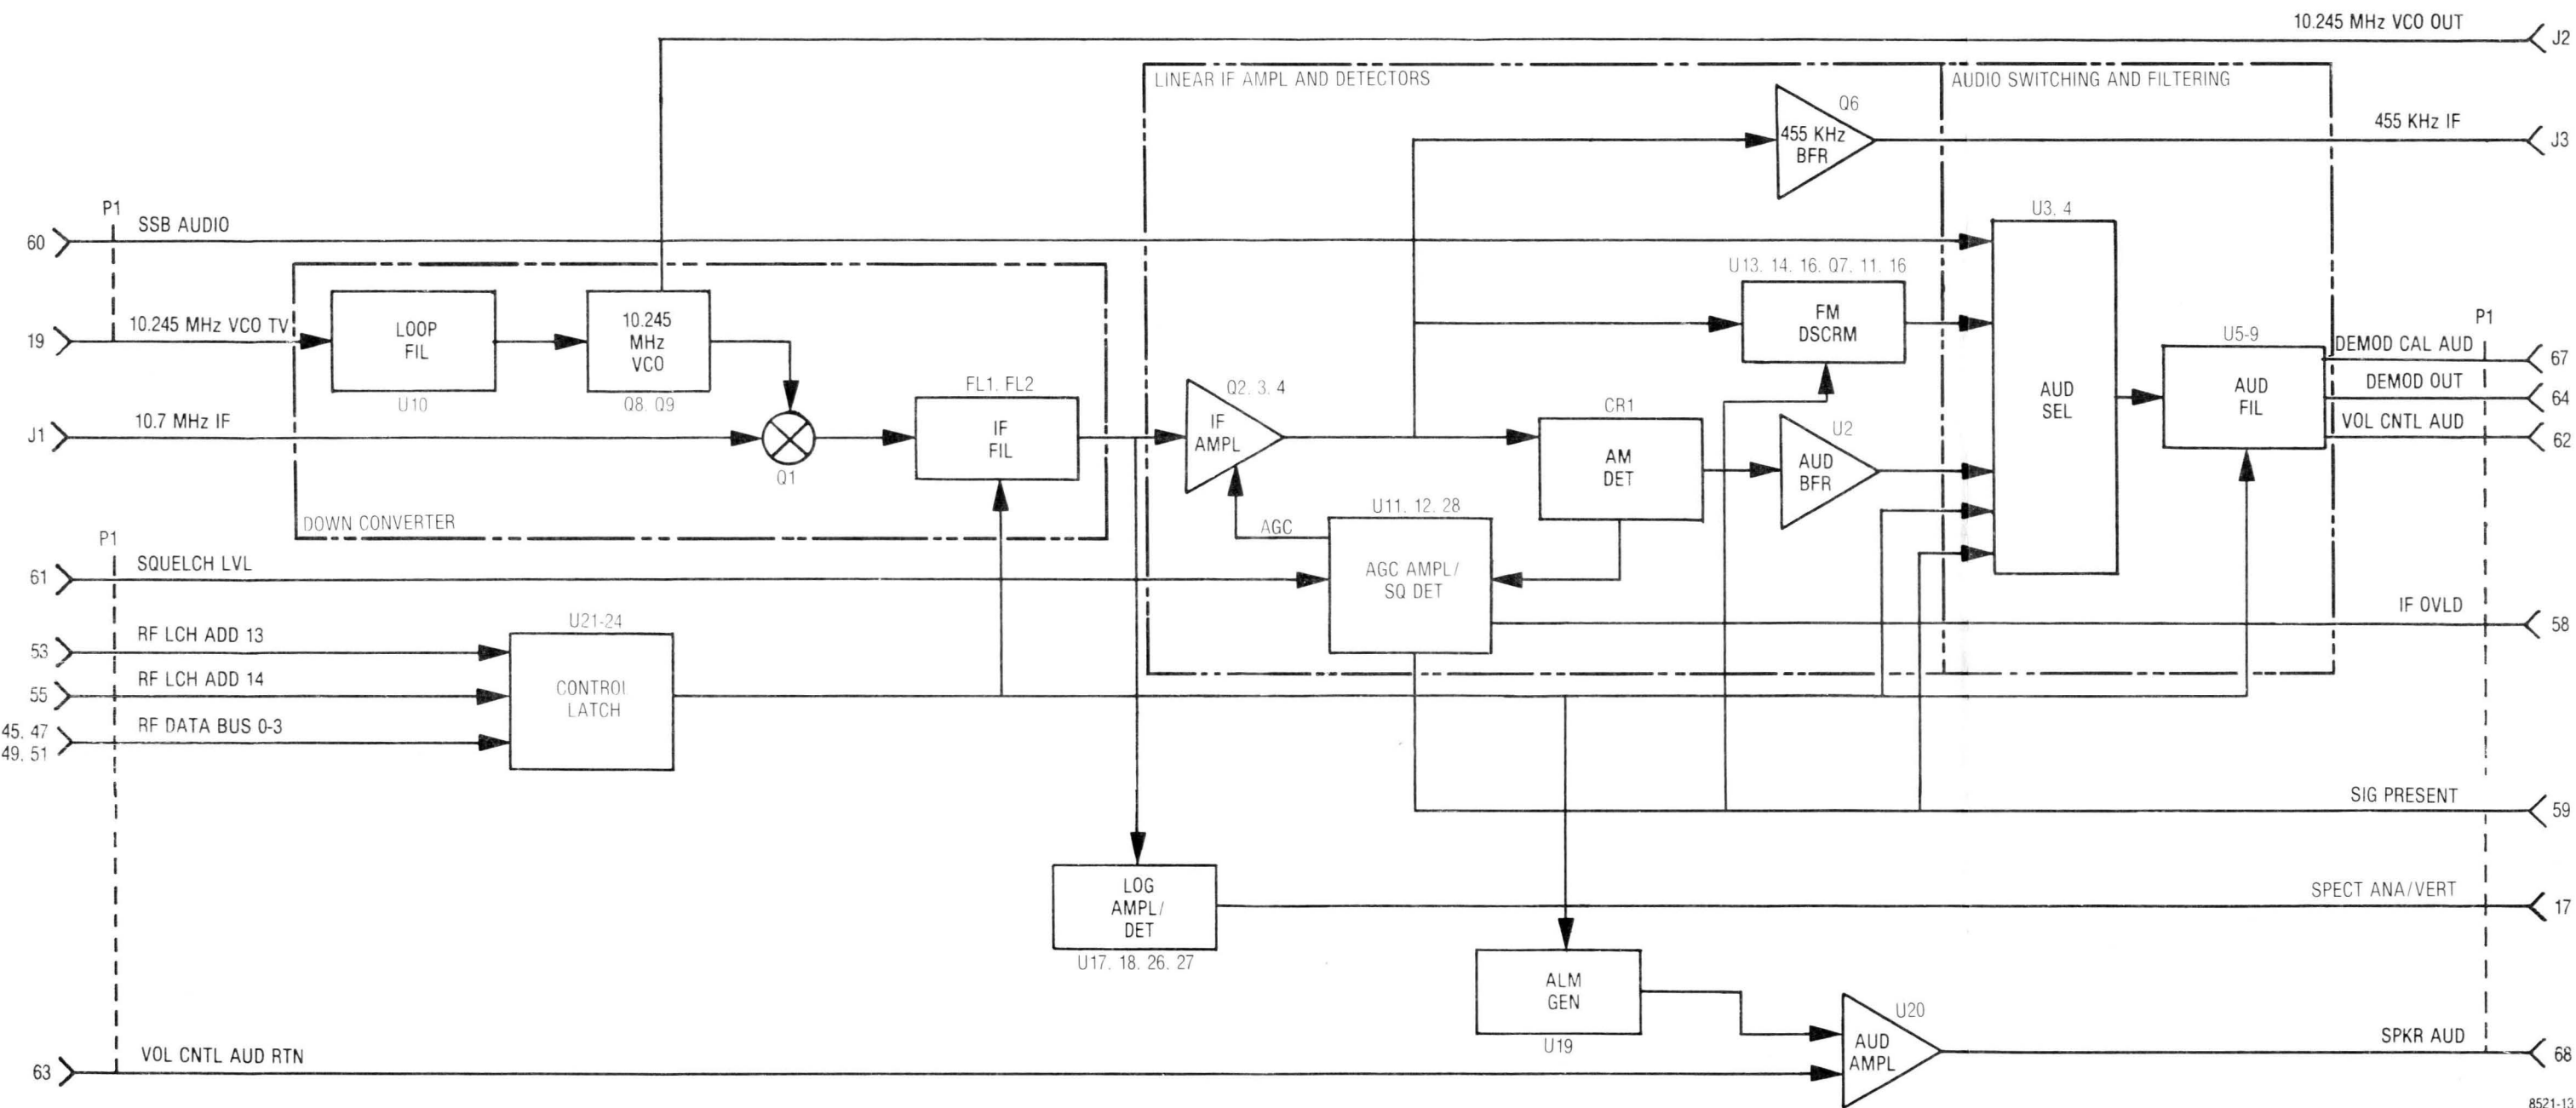 10.245 MHz VCO OUT
J2
LINEAR IF AMPL AND DETECTORS
AUDIO SWITCHING AND FILTERING
Q6
455 KHz
BFR
455 KHz IF
J3
P1
60
SSB AUDIO
U3, 4
AUD
SEL
U13, 14, 16, Q7, 11, 16
FM
DSCRM
19
10.245 MHz VCO TV
LOOP
FIL
U10
10.245
MHz
VCO
Q8, Q9
P1
U5-9
AUD
FIL
DEMOD CAL AUD
67
DEMOD OUT
64
VOL CNTL AUD
62
J1
10.7 MHz IF
Q1
FL1, FL2
IF
FIL
Q2, 3, 4
IF
AMPL
CR1
AM
DET
U2
AUD
BFR
DOWN CONVERTER
AGC
U11, 12, 28
AGC AMPL/
SQ DET
P1
61
SQUELCH LVL
IF OVLD
58
53
RF LCH ADD 13
55
RF LCH ADD 14
45, 47
49, 51
RF DATA BUS 0-3
U21-24
CONTROL
LATCH
SIG PRESENT
59
LOG
AMPL/
DET
U17, 18, 26, 27
SPECT ANA/VERT
17
ALM
GEN
U19
U20
AUD
AMPL
SPKR AUD
68
63
VOL CNTL AUD RTN
8521-13